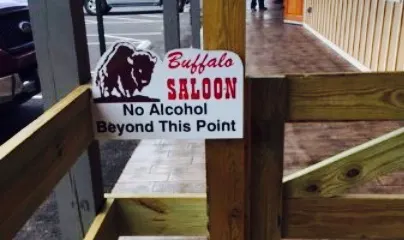 Buffalo
SALOON
No Alcohol
Beyond This Point